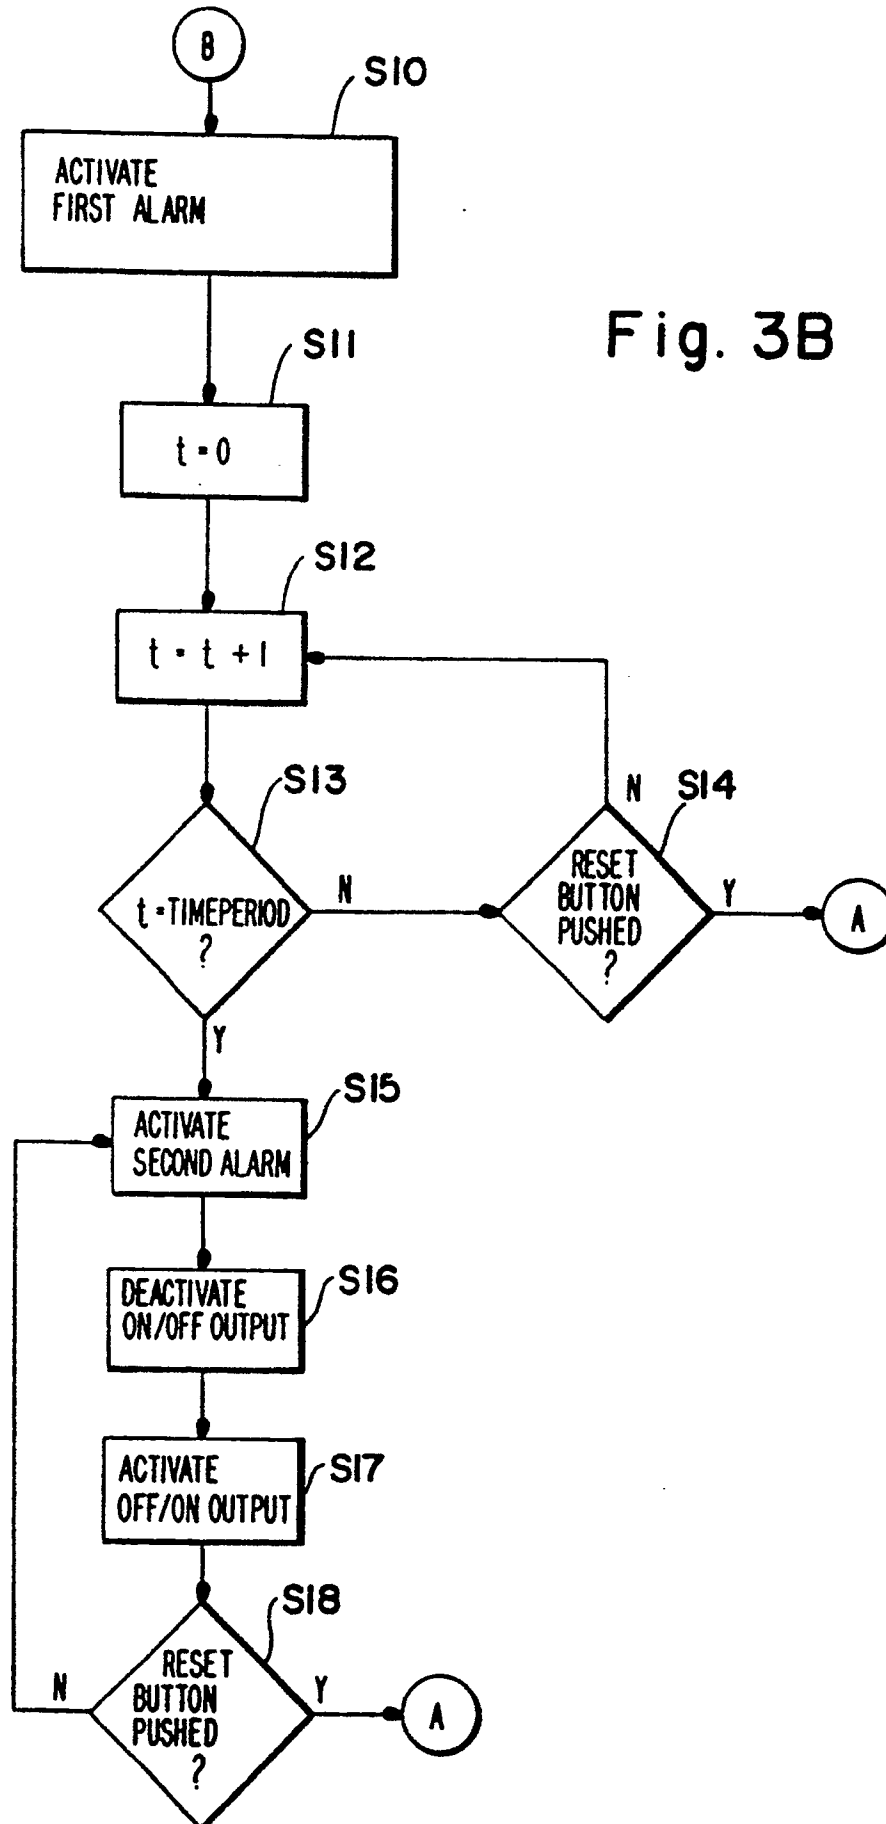 B
S10
ACTIVATE
FIRST ALARM
Fig. 3B
S11
t = 0
S12
t = t + 1
S13
t = TIMEPERIOD
?
N
Y
N
S14
RESET
BUTTON
PUSHED
?
Y
A
S15
ACTIVATE
SECOND ALARM
S16
DEACTIVATE
ON/OFF OUTPUT
S17
ACTIVATE
OFF/ON OUTPUT
S18
RESET
BUTTON
PUSHED
?
N
Y
A